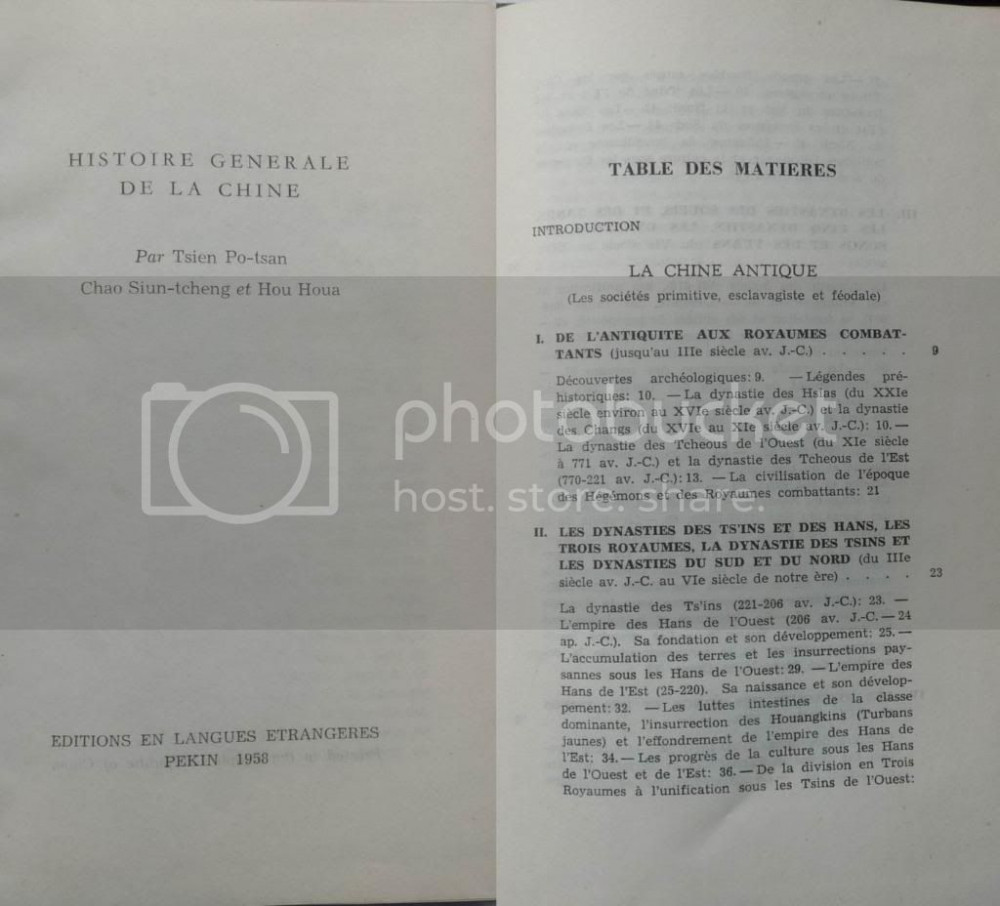 HISTOIRE GENERALE
DE LA CHINE
Par Tsien Po-tsan
Chao Siun-tcheng et Hou Houa
EDITIONS EN LANGUES ETRANGERES
PEKIN 1958
TABLE DES MATIERES
INTRODUCTION
LA CHINE ANTIQUE
(Les sociétés primitive, esclavagiste et féodale)
I. DE L'ANTIQUITE AUX ROYAUMES COMBAT-
TANTS (jusqu'au IIIe siècle av. J.-C.) . . . . . 9
Découvertes archéologiques: 9. — Légendes pré-
historiques: 10. — La dynastie des Hsias (du XXIe
siècle environ au XVIe siècle av. J.-C.) et la dynastie
des Changs (du XVIe au XIe siècle av. J.-C.): 10. —
La dynastie des Tcheous de l'Ouest (du XIe siècle
à 771 av. J.-C.) et la dynastie des Tcheous de l'Est
(770-221 av. J.-C.): 13. — La civilisation de l'époque
des Hégémons et des Royaumes combattants: 21
II. LES DYNASTIES DES TS'INS ET DES HANS, LES
TROIS ROYAUMES, LA DYNASTIE DES TSINS ET
LES DYNASTIES DU SUD ET DU NORD (du IIIe
siècle av. J.-C. au VIe siècle de notre ère) . . . . 23
La dynastie des Ts'ins (221-206 av. J.-C.): 23. —
L'empire des Hans de l'Ouest (206 av. J.-C. — 24
ap. J.-C.). Sa fondation et son développement: 25. —
L'accumulation des terres et les insurrections pay-
sannes sous les Hans de l'Ouest: 29. — L'empire des
Hans de l'Est (25-220). Sa naissance et son dévelop-
pement: 32. — Les luttes intestines de la classe
dominante, l'insurrection des Houangkins (Turbans
jaunes) et l'effondrement de l'empire des Hans de
l'Est: 34. — Les progrès de la culture sous les Hans
de l'Ouest et de l'Est: 36. — De la division en Trois
Royaumes à l'unification sous les Tsins de l'Ouest:
photobucket
host. store. share.